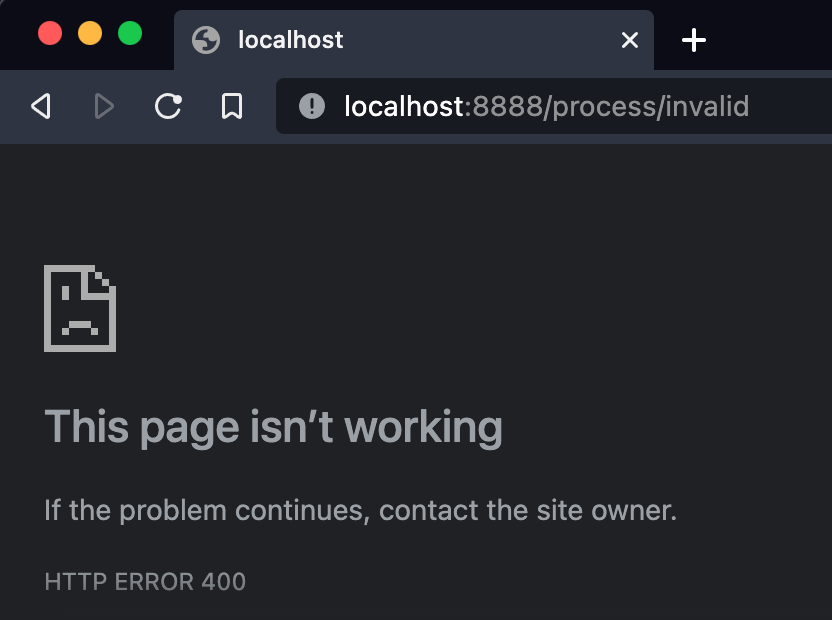 localhost
localhost:8888/process/invalid
This page isn’t working
If the problem continues, contact the site owner.
HTTP ERROR 400